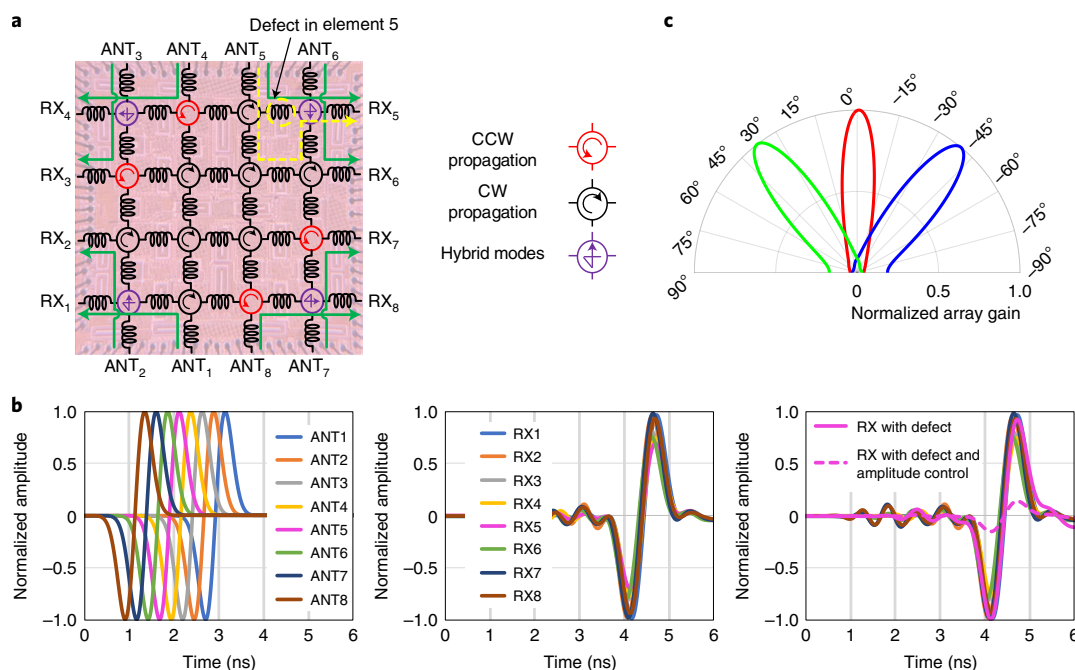 a
Defect in element 5
ANT3 ANT4 ANT5 ANT6
RX4 RX5
RX3 RX6
RX2 RX7
RX1 RX8
ANT2 ANT1 ANT8 ANT7
CCW
propagation
CW
propagation
Hybrid modes
c
90° 75° 60° 45° 30° 15° 0° –15° –30° –45° –60° –75° –90°
0 0.5 1.0
Normalized array gain
b
Normalized amplitude
1.0
0.5
0
–0.5
–1.0
0 1 2 3 4 5 6
Time (ns)
ANT1
ANT2
ANT3
ANT4
ANT5
ANT6
ANT7
ANT8
Normalized amplitude
1.0
0.5
0
–0.5
–1.0
0 1 2 3 4 5 6
Time (ns)
RX1
RX2
RX3
RX4
RX5
RX6
RX7
RX8
Normalized amplitude
1.0
0.5
0
–0.5
–1.0
0 1 2 3 4 5 6
Time (ns)
RX with defect
RX with defect and
amplitude control